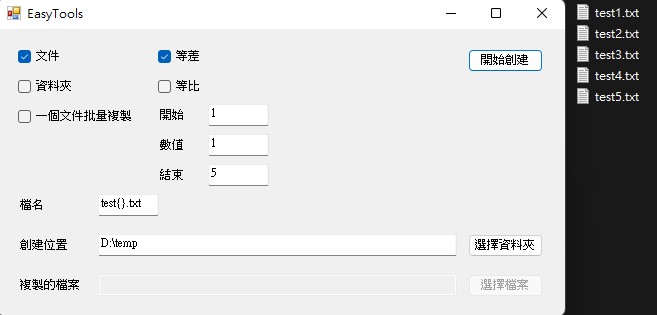 EasyTools
文件
等差
開始創建
資料夾
等比
一個文件批量複製
開始
1
數值
1
結束
5
檔名
test{}.txt
創建位置
D:\temp
選擇資料夾
複製的檔案
選擇檔案
test1.txt
test2.txt
test3.txt
test4.txt
test5.txt